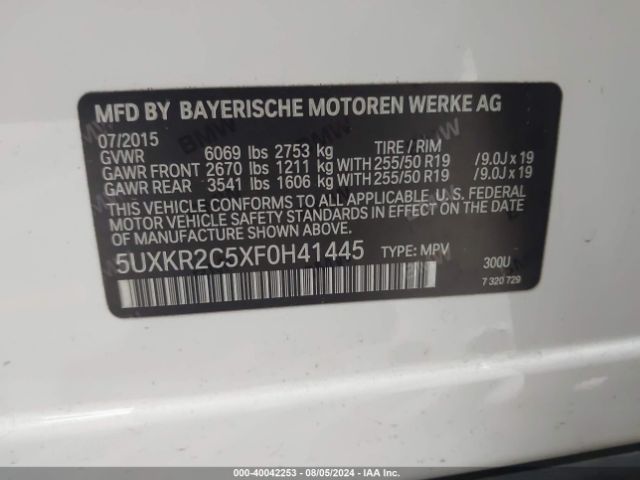 MFD BY BAYERISCHE MOTOREN WERKE AG
07/2015
GVWR 6069 lbs 2753 kg TIRE / RIM
GAWR FRONT 2670 lbs 1211 kg WITH 255/50 R19 / 9.0J x 19
GAWR REAR 3541 lbs 1606 kg WITH 255/50 R19 / 9.0J x 19
THIS VEHICLE CONFORMS TO ALL APPLICABLE, U.S. FEDERAL
MOTOR VEHICLE SAFETY STANDARDS IN EFFECT ON THE DATE
OF MANUFACTURE SHOWN ABOVE.
5UXKR2C5XF0H41445 TYPE: MPV 300U
7 320 729
000-40042253 - 08/05/2024 - IAA Inc.